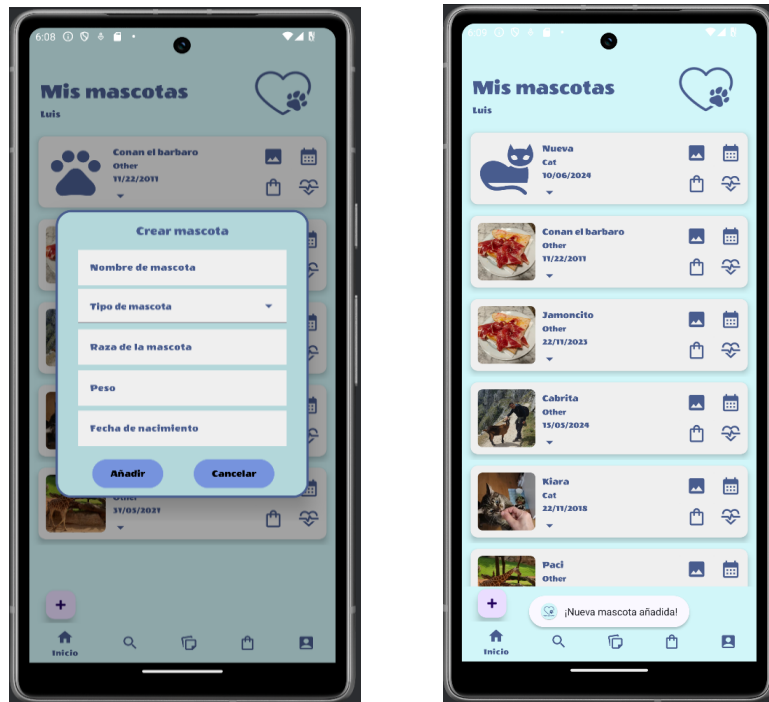 6:08
Mis mascotas
Luis
Conan el barbaro
Other
11/22/2011
Crear mascota
Nombre de mascota
Tipo de mascota
Raza de la mascota
Peso
Fecha de nacimiento
Añadir
Cancelar
31/03/2021
+
Inicio
6:09
Mis mascotas
Luis
Nueva
Cat
10/06/2024
Conan el barbaro
Other
11/22/2011
Jamoncito
Other
22/11/2023
Cabrita
Other
15/05/2024
Kiara
Cat
22/11/2018
Paci
Other
+
¡Nueva mascota añadida!
Inicio